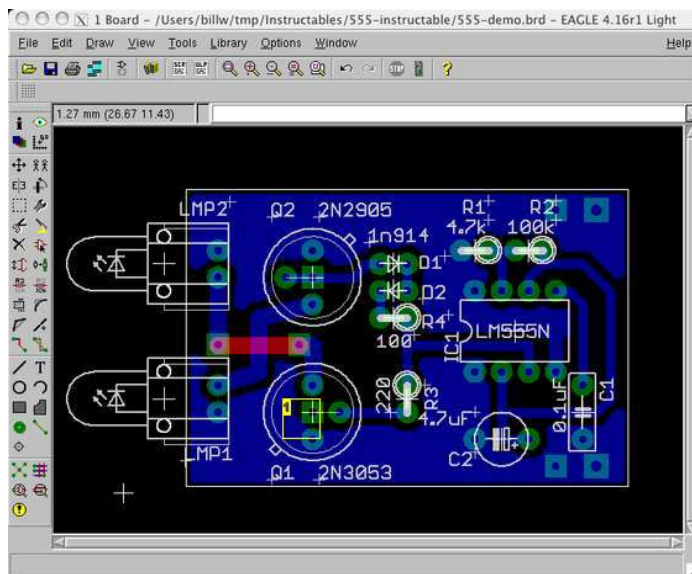 1 Board - /Users/billw/tmp/Instructables/555-instructable/555-demo.brd - EAGLE 4.16r1 Light
File Edit Draw View Tools Library Options Window Help
1.27 mm (26.67 11.43)
LMP2 Q2 2N2905 R1 R2
4.7k 100k
1n914
D1
D2
R4
100
LM555N
IC1
220
R3
4.7uF
0.1uF
C1
1
C2
LMP1
Q1 2N3053